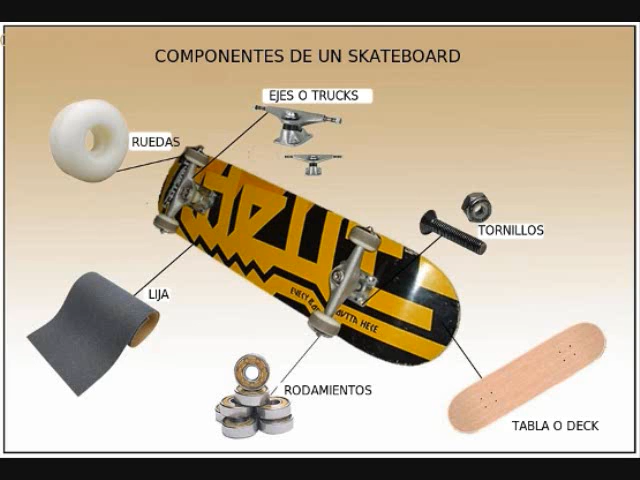 COMPONENTES DE UN SKATEBOARD
EJES O TRUCKS
RUEDAS
TORNILLOS
LIJA
RODAMIENTOS
TABLA O DECK